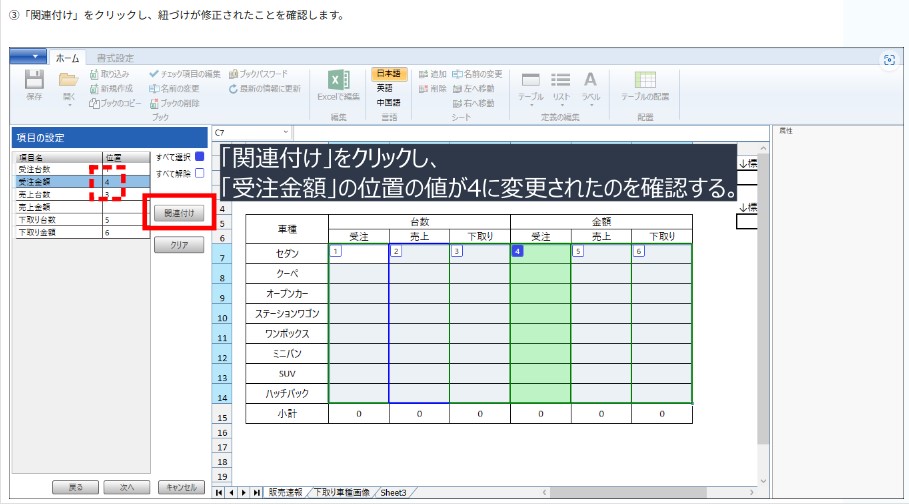 ③「関連付け」をクリックし、紐づけが修正されたことを確認します。
ホーム 書式設定
保存 開く 取り込み 新規作成 ブックのコピー チェック項目の編集 名前の変更 ブックの削除 ブックパスワード 最新の情報に更新
ブック
Excelで編集
編集
日本語
英語
中国語
言語
追加 名前の変更
削除 左へ移動
右へ移動
シート
テーブル リスト ラベル
定義の編集
テーブルの配置
配置
項目の設定
項目名 位置
受注台数
受注金額 4
売上台数 3
売上金額
下取り台数 5
下取り金額 6
すべて選択
すべて解除
関連付け
クリア
戻る 次へ キャンセル
C7
属性
「関連付け」をクリックし、
「受注金額」の位置の値が4に変更されたのを確認する。
↓標
↓標
4
5 車種 台数 金額
6 受注 売上 下取り 受注 売上 下取り
7 セダン 1 2 3 4 5 6
8 クーペ
9 オープンカー
10 ステーションワゴン
11 ワンボックス
12 ミニバン
13 SUV
14 ハッチバック
15 小計 0 0 0 0 0 0
16
17
18
19
販売速報 下取り車種画像 Sheet3